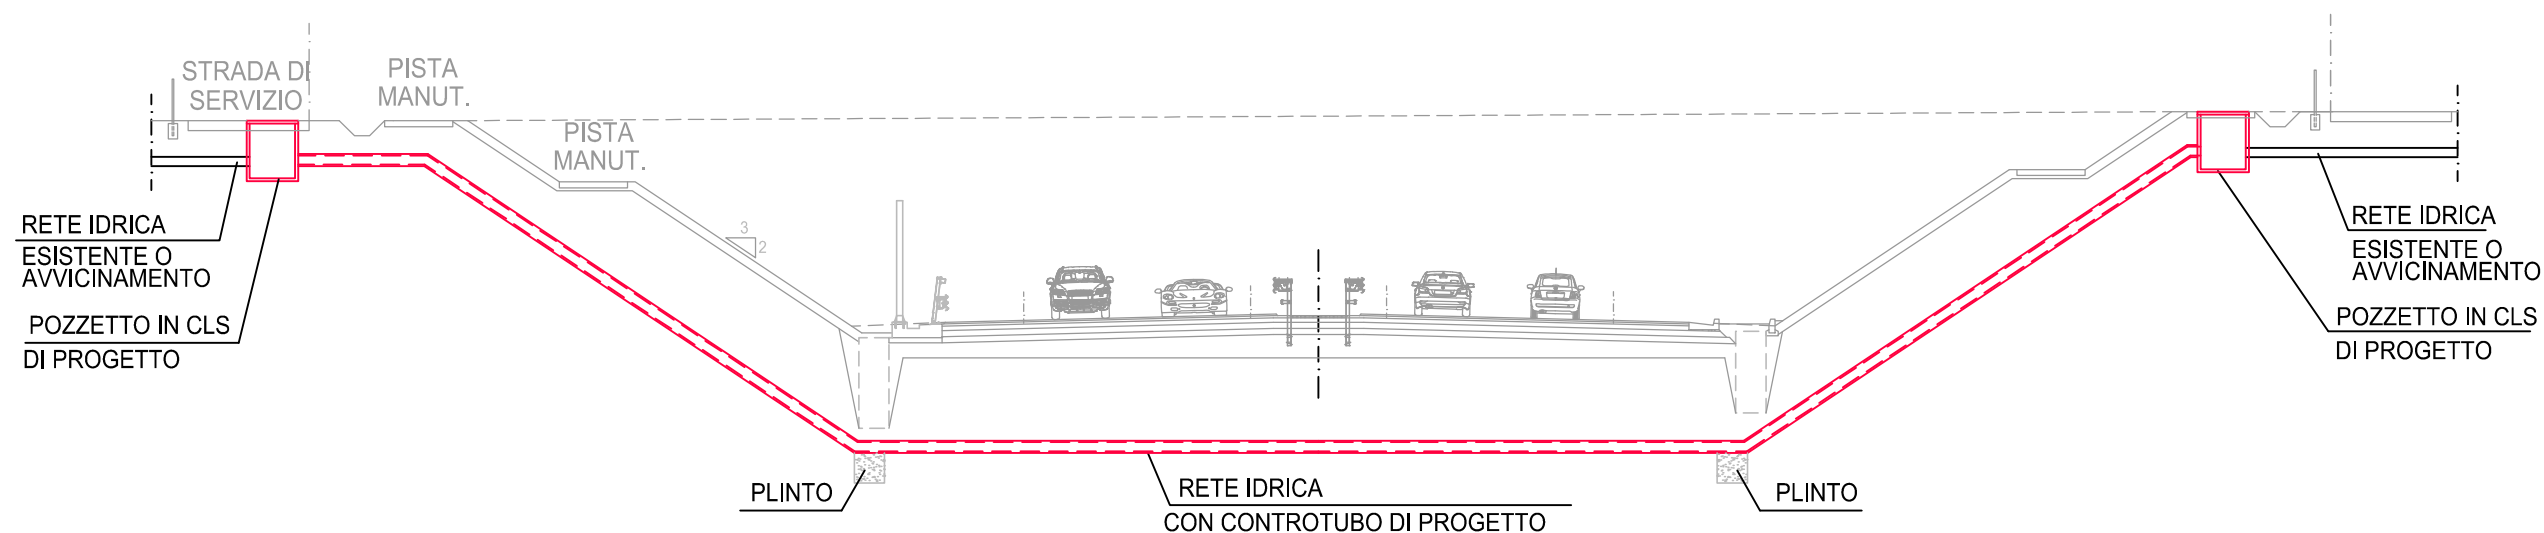 STRADA DI
SERVIZIO
PISTA
MANUT.
PISTA
MANUT.
3
2
RETE IDRICA
ESISTENTE O
AVVICINAMENTO
POZZETTO IN CLS
DI PROGETTO
PLINTO
RETE IDRICA
CON CONTROTUBO DI PROGETTO
PLINTO
RETE IDRICA
ESISTENTE O
AVVICINAMENTO
POZZETTO IN CLS
DI PROGETTO